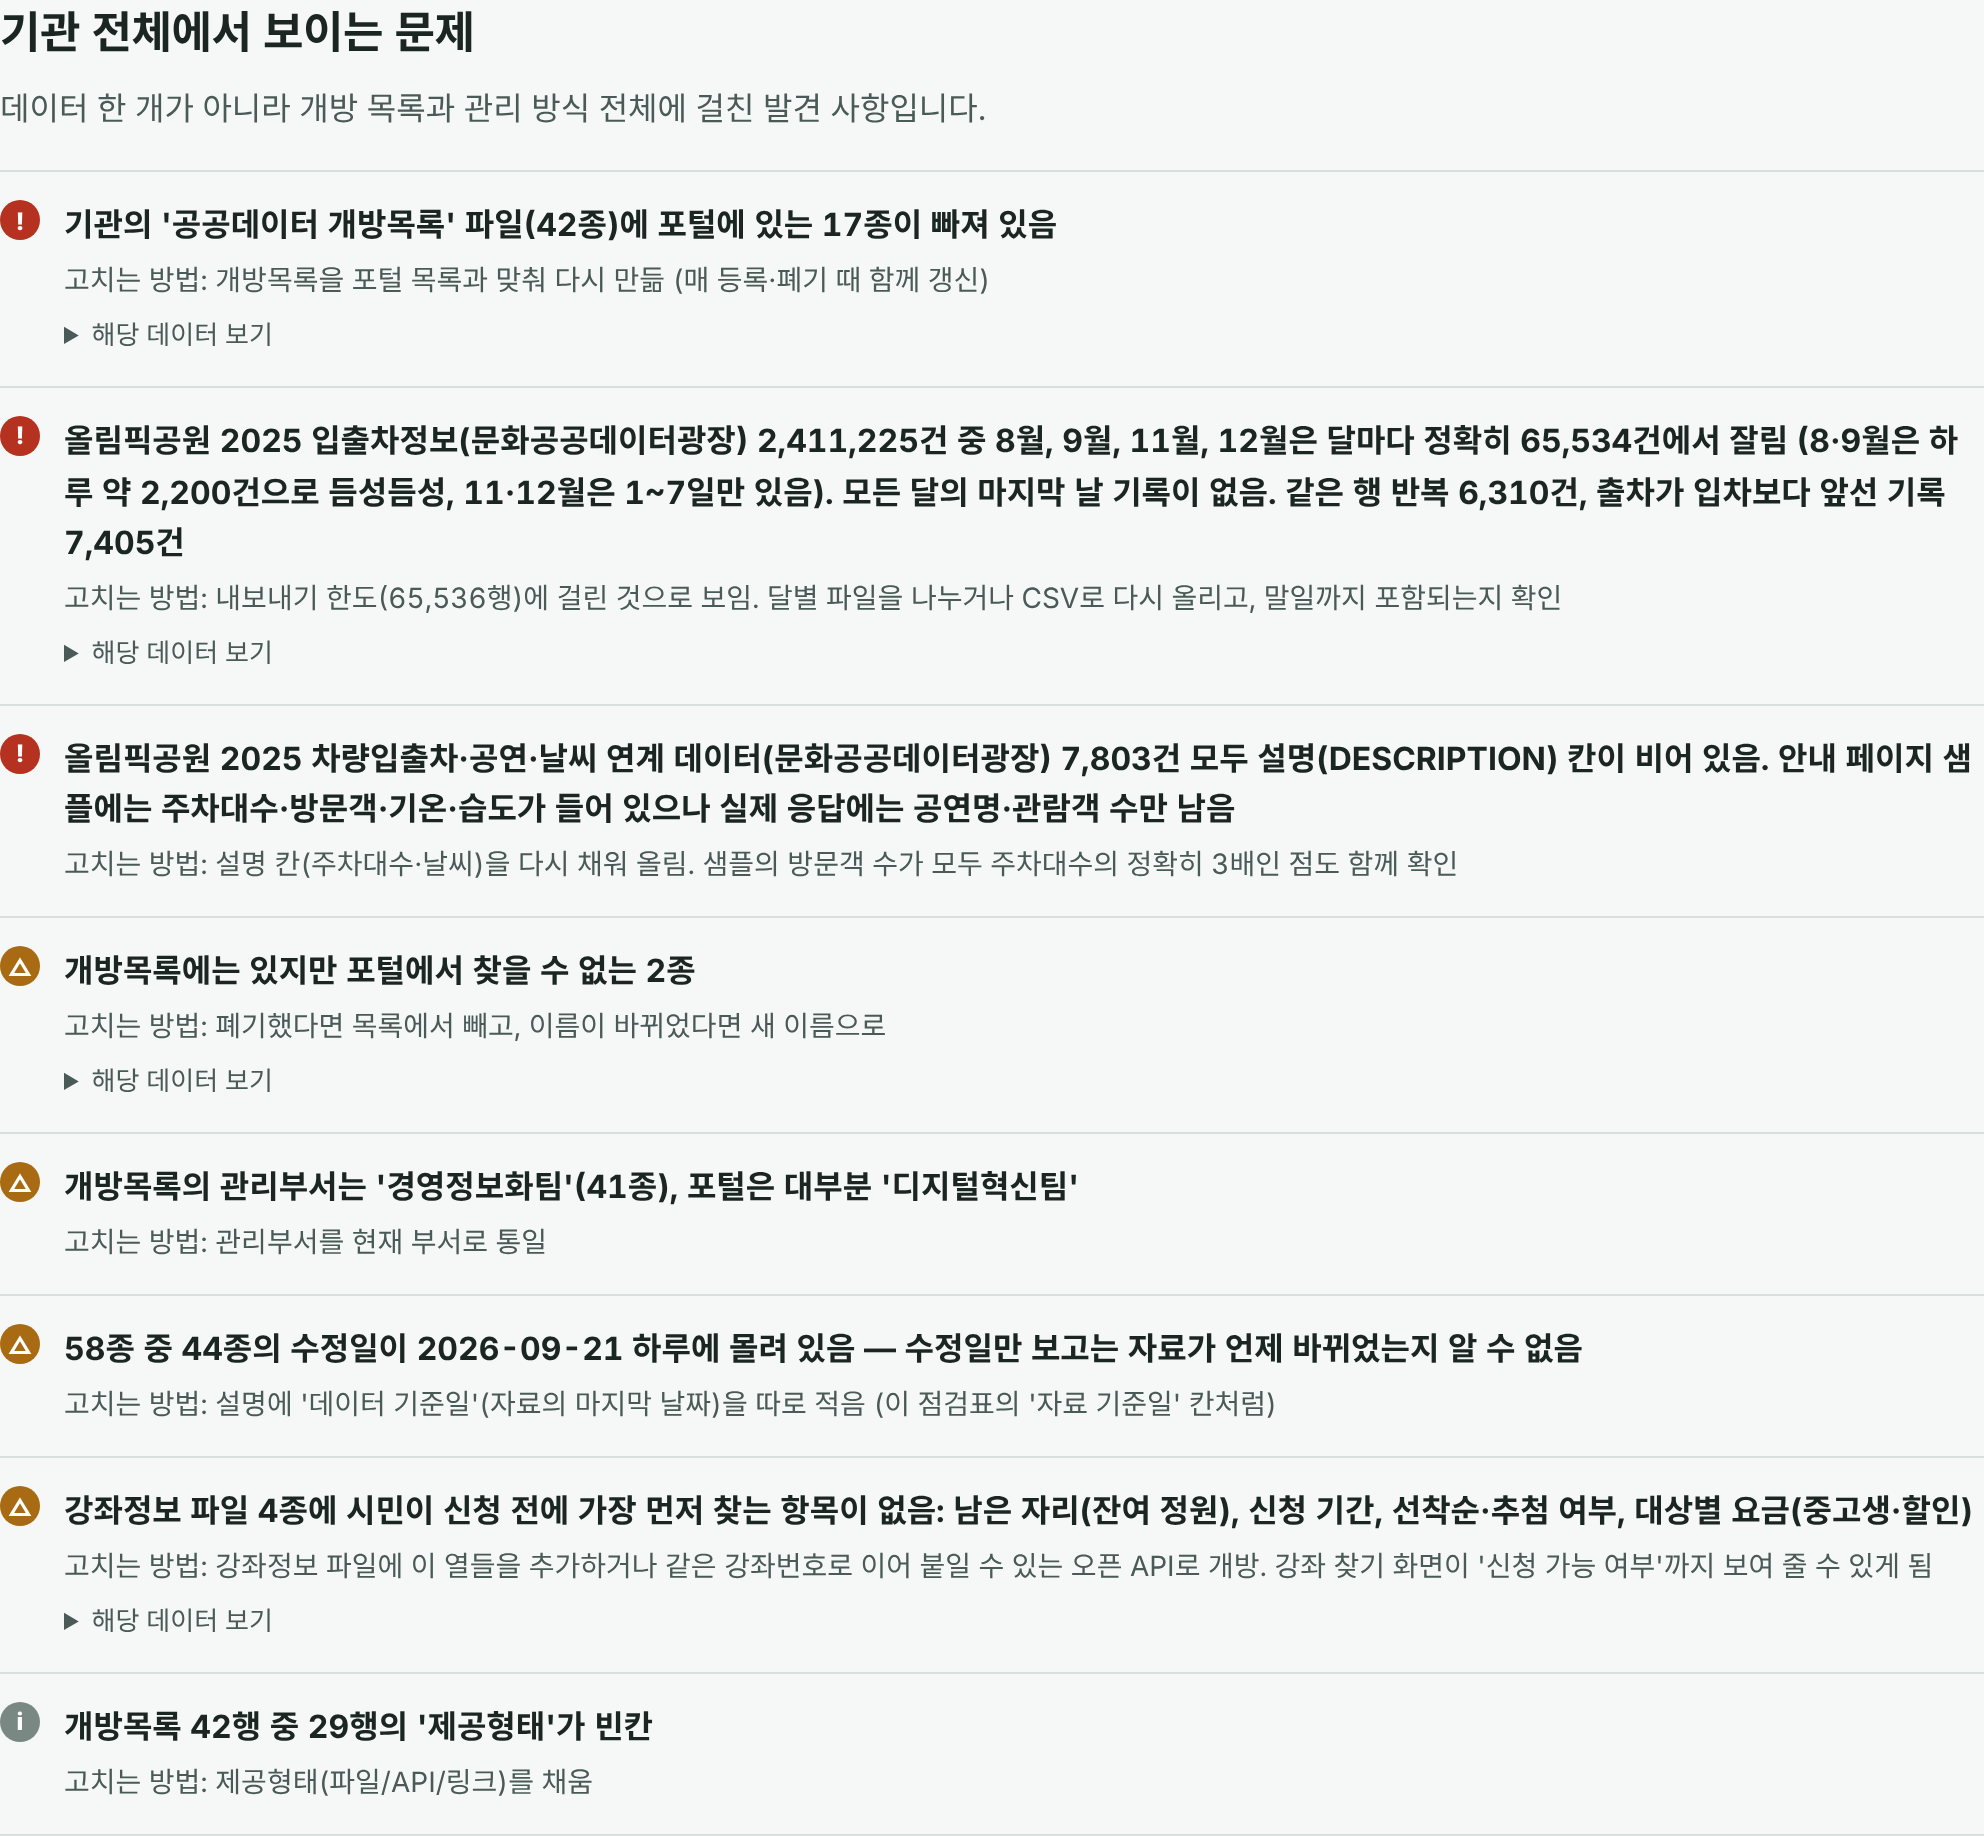 기관 전체에서 보이는 문제
데이터 한 개가 아니라 개방 목록과 관리 방식 전체에 걸친 발견 사항입니다.
기관의 '공공데이터 개방목록' 파일(42종)에 포털에 있는 17종이 빠져 있음
고치는 방법: 개방목록을 포털 목록과 맞춰 다시 만듦 (매 등록·폐기 때 함께 갱신)
▶ 해당 데이터 보기
올림픽공원 2025 입출차정보(문화공공데이터광장) 2,411,225건 중 8월, 9월, 11월, 12월은 달마다 정확히 65,534건에서 잘림 (8·9월은 하
루 약 2,200건으로 듬성듬성, 11·12월은 1~7일만 있음). 모든 달의 마지막 날 기록이 없음. 같은 행 반복 6,310건, 출차가 입차보다 앞선 기록
7,405건
고치는 방법: 내보내기 한도(65,536행)에 걸린 것으로 보임. 달별 파일을 나누거나 CSV로 다시 올리고, 말일까지 포함되는지 확인
▶ 해당 데이터 보기
올림픽공원 2025 차량입출차·공연·날씨 연계 데이터(문화공공데이터광장) 7,803건 모두 설명(DESCRIPTION) 칸이 비어 있음. 안내 페이지 샘
플에는 주차대수·방문객·기온·습도가 들어 있으나 실제 응답에는 공연명·관람객 수만 남음
고치는 방법: 설명 칸(주차대수·날씨)을 다시 채워 올림. 샘플의 방문객 수가 모두 주차대수의 정확히 3배인 점도 함께 확인
개방목록에는 있지만 포털에서 찾을 수 없는 2종
고치는 방법: 폐기했다면 목록에서 빼고, 이름이 바뀌었다면 새 이름으로
▶ 해당 데이터 보기
개방목록의 관리부서는 '경영정보화팀'(41종), 포털은 대부분 '디지털혁신팀'
고치는 방법: 관리부서를 현재 부서로 통일
58종 중 44종의 수정일이 2026-09-21 하루에 몰려 있음 — 수정일만 보고는 자료가 언제 바뀌었는지 알 수 없음
고치는 방법: 설명에 '데이터 기준일'(자료의 마지막 날짜)을 따로 적음 (이 점검표의 '자료 기준일' 칸처럼)
강좌정보 파일 4종에 시민이 신청 전에 가장 먼저 찾는 항목이 없음: 남은 자리(잔여 정원), 신청 기간, 선착순·추첨 여부, 대상별 요금(중고생·할인)
고치는 방법: 강좌정보 파일에 이 열들을 추가하거나 같은 강좌번호로 이어 붙일 수 있는 오픈 API로 개방. 강좌 찾기 화면이 '신청 가능 여부'까지 보여 줄 수 있게 됨
▶ 해당 데이터 보기
개방목록 42행 중 29행의 '제공형태'가 빈칸
고치는 방법: 제공형태(파일/API/링크)를 채움